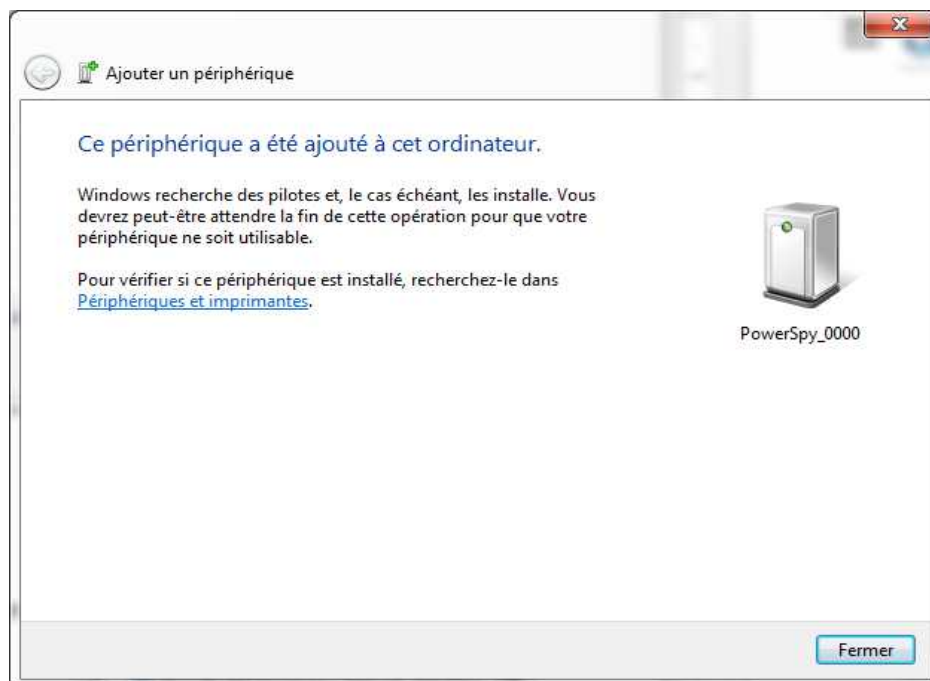 Ajouter un périphérique
Ce périphérique a été ajouté à cet ordinateur.
Windows recherche des pilotes et, le cas échéant, les installe. Vous
devrez peut-être attendre la fin de cette opération pour que votre
périphérique ne soit utilisable.
Pour vérifier si ce périphérique est installé, recherchez-le dans
Périphériques et imprimantes.
PowerSpy_0000
Fermer